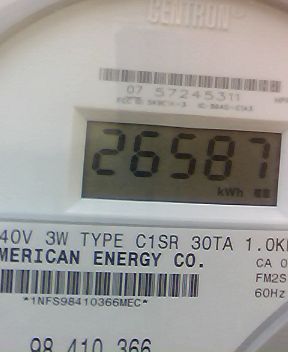 CENTRON
07 57245311
26587
kWh
40V 3W TYPE C1SR 30TA 1.0K
MERICAN ENERGY CO.
CA 0
FM2S
*1NFS98410366MEC*
60Hz
98 410 366